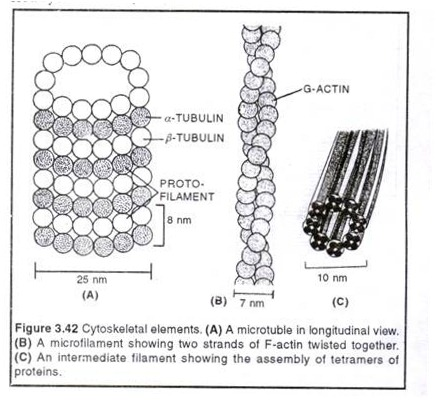 α-TUBULIN
β-TUBULIN
PROTO-
FILAMENT
8 nm
25 nm
(A)
G-ACTIN
(B)
7 nm
10 nm
(C)
Figure 3.42 Cytoskeletal elements. (A) A microtuble in longitudinal view.
(B) A microfilament showing two strands of F-actin twisted together.
(C) An intermediate filament showing the assembly of tetramers of
proteins.